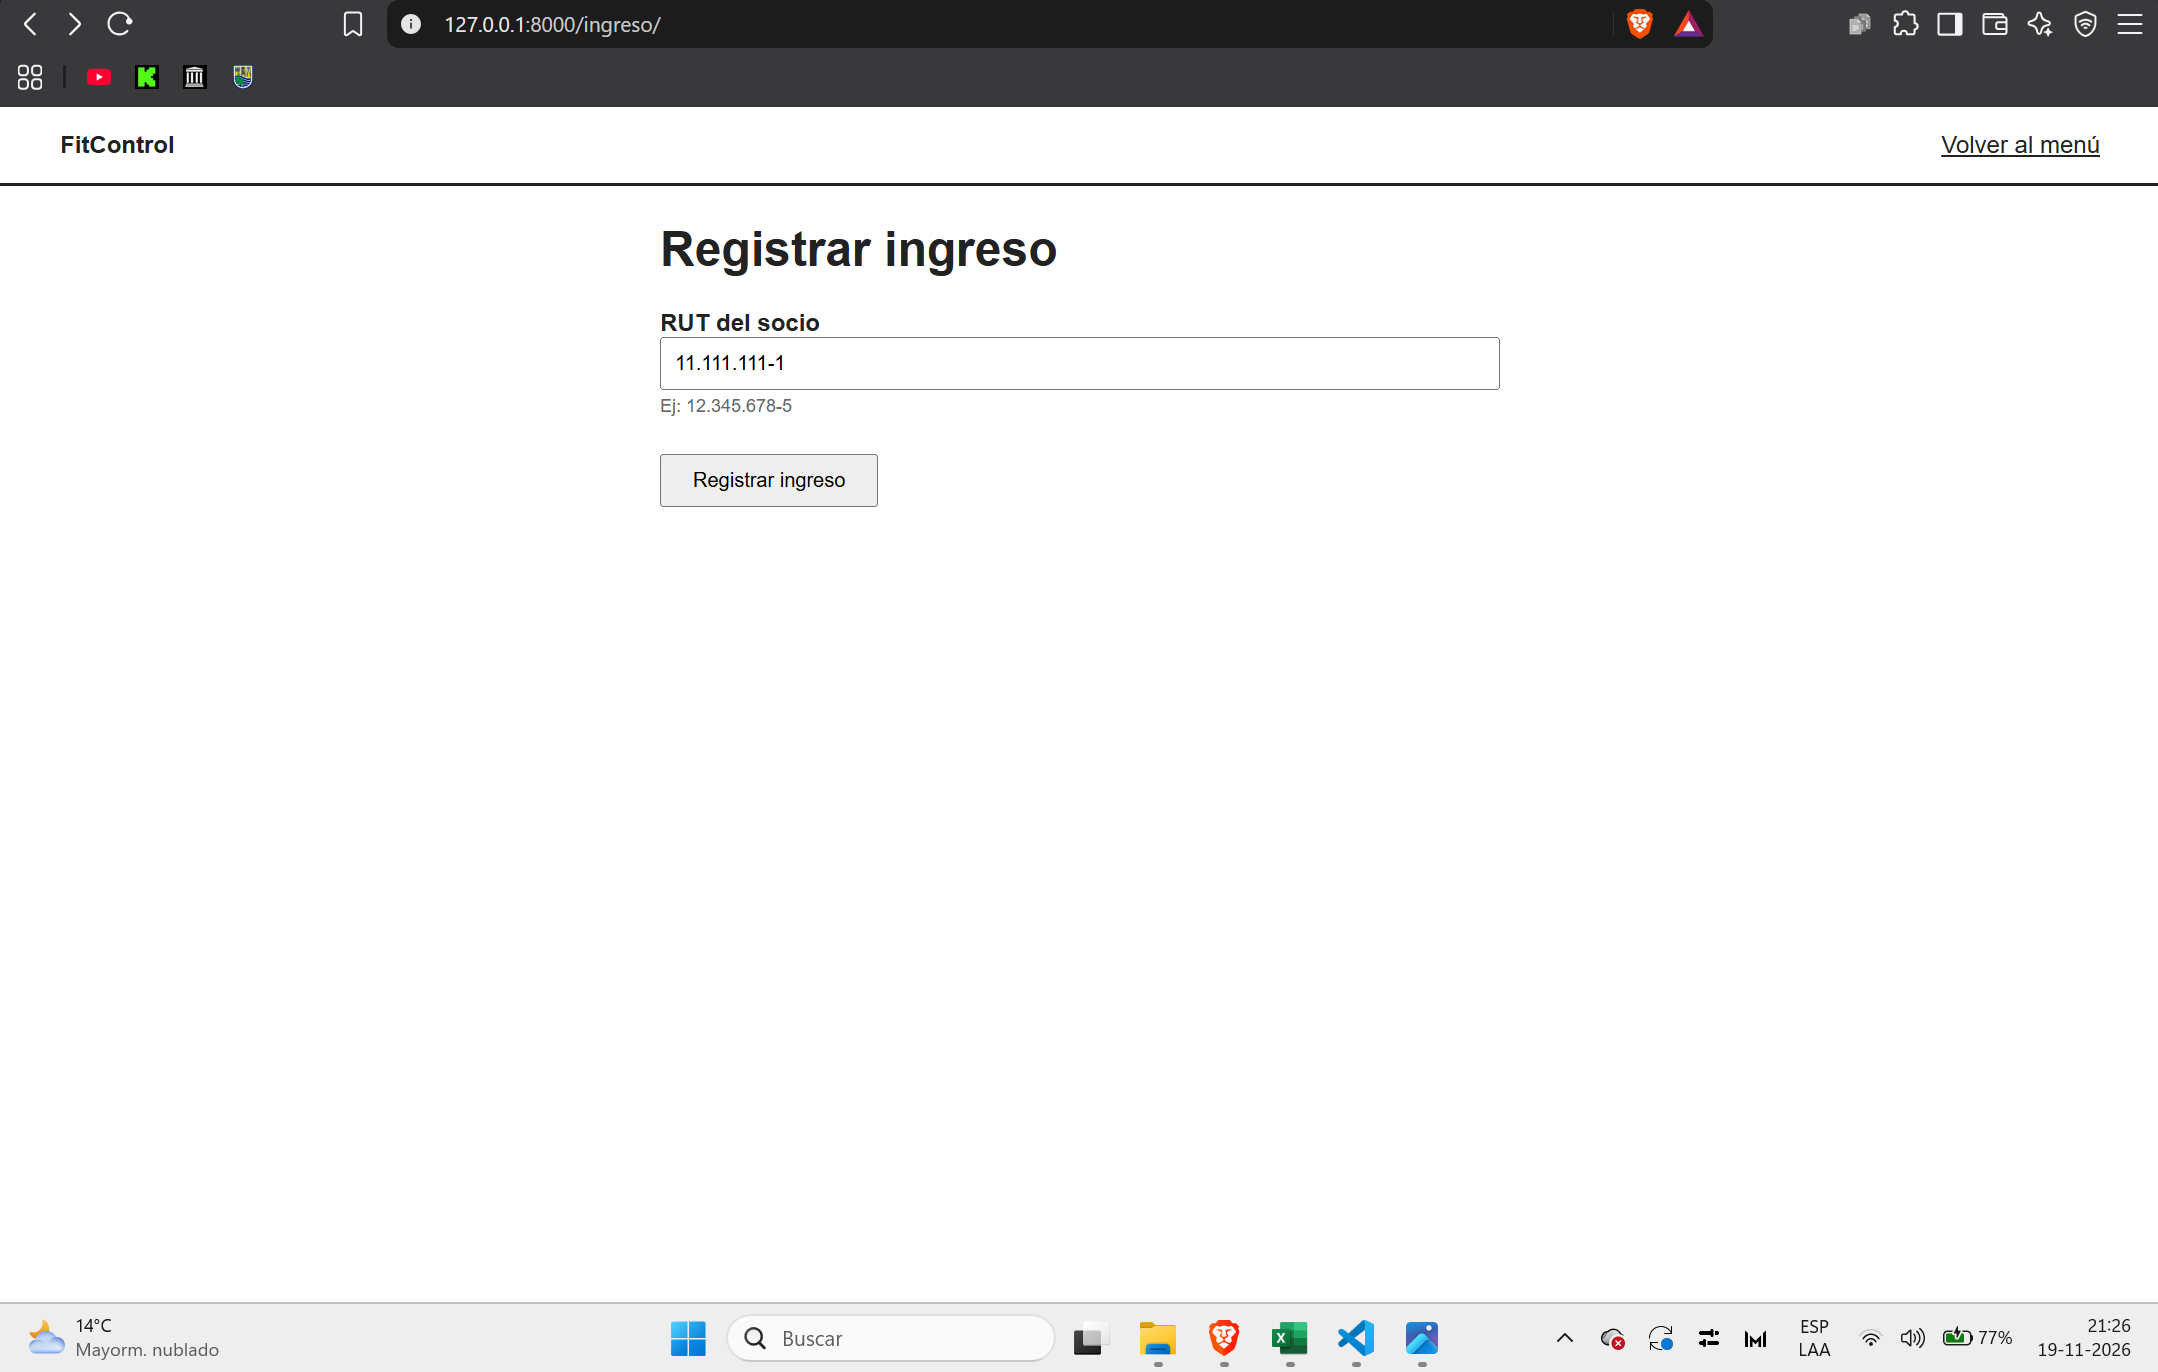 127.0.0.1:8000/ingreso/
FitControl
Volver al menú
Registrar ingreso
RUT del socio
11.111.111-1
Ej: 12.345.678-5
Registrar ingreso
14°C
Mayorm. nublado
Buscar
ESP
LAA
77%
21:26
19-11-2026